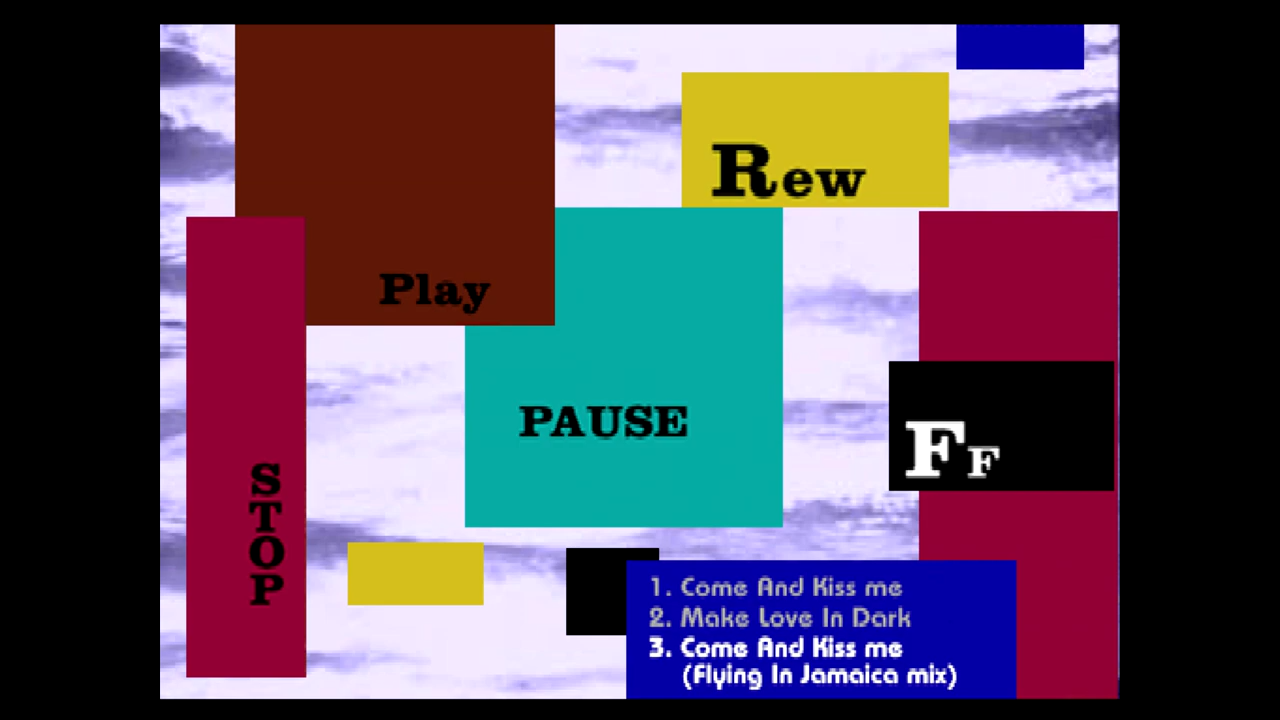 Rew
Play
PAUSE
FF
STOP
1. Come And Kiss me
2. Make Love In Dark
3. Come And Kiss me
(Flying In Jamaica mix)